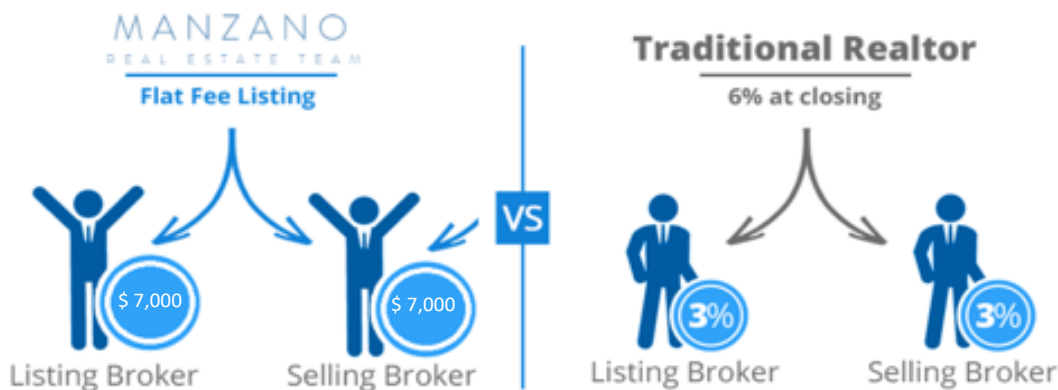 MANZANO
REAL ESTATE TEAM
Flat Fee Listing
$ 7,000
$ 7,000
Listing Broker
Selling Broker
VS
Traditional Realtor
6% at closing
3%
3%
Listing Broker
Selling Broker